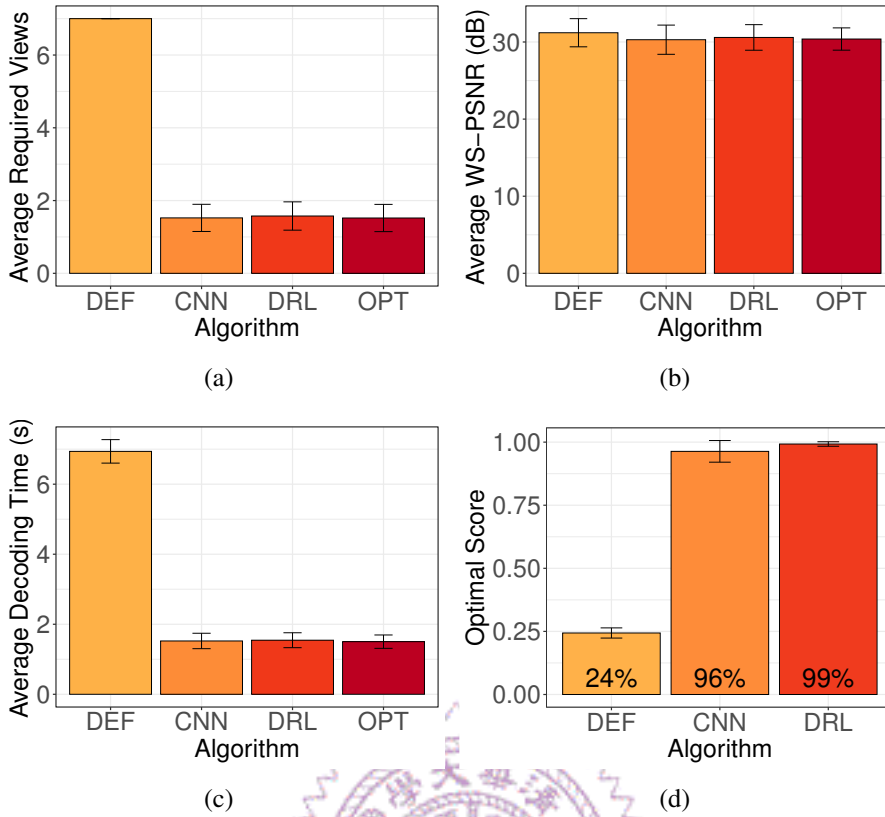 Average Required Views
6
4
2
0
DEF CNN DRL OPT
Algorithm
(a)
Average WS−PSNR (dB)
30
20
10
0
DEF CNN DRL OPT
Algorithm
(b)
Average Decoding Time (s)
6
4
2
0
DEF CNN DRL OPT
Algorithm
(c)
Optimal Score
1.00
0.75
0.50
0.25
0.00
24% 96% 99%
DEF CNN DRL
Algorithm
(d)